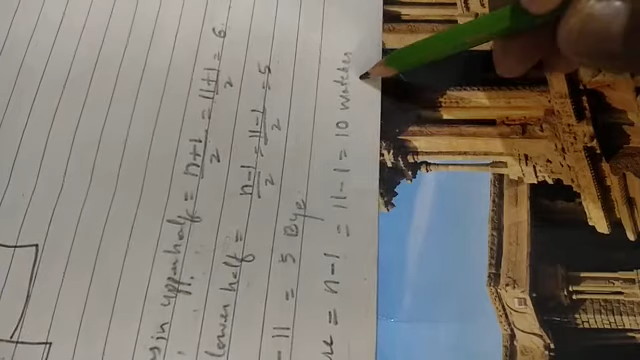 in upper half = n+1/2 = 11+1/2 = 6
lower half = n-1/2 = 11-1/2 = 5
- 11 = 5 Bye
= n-1 = 11-1 = 10 matches